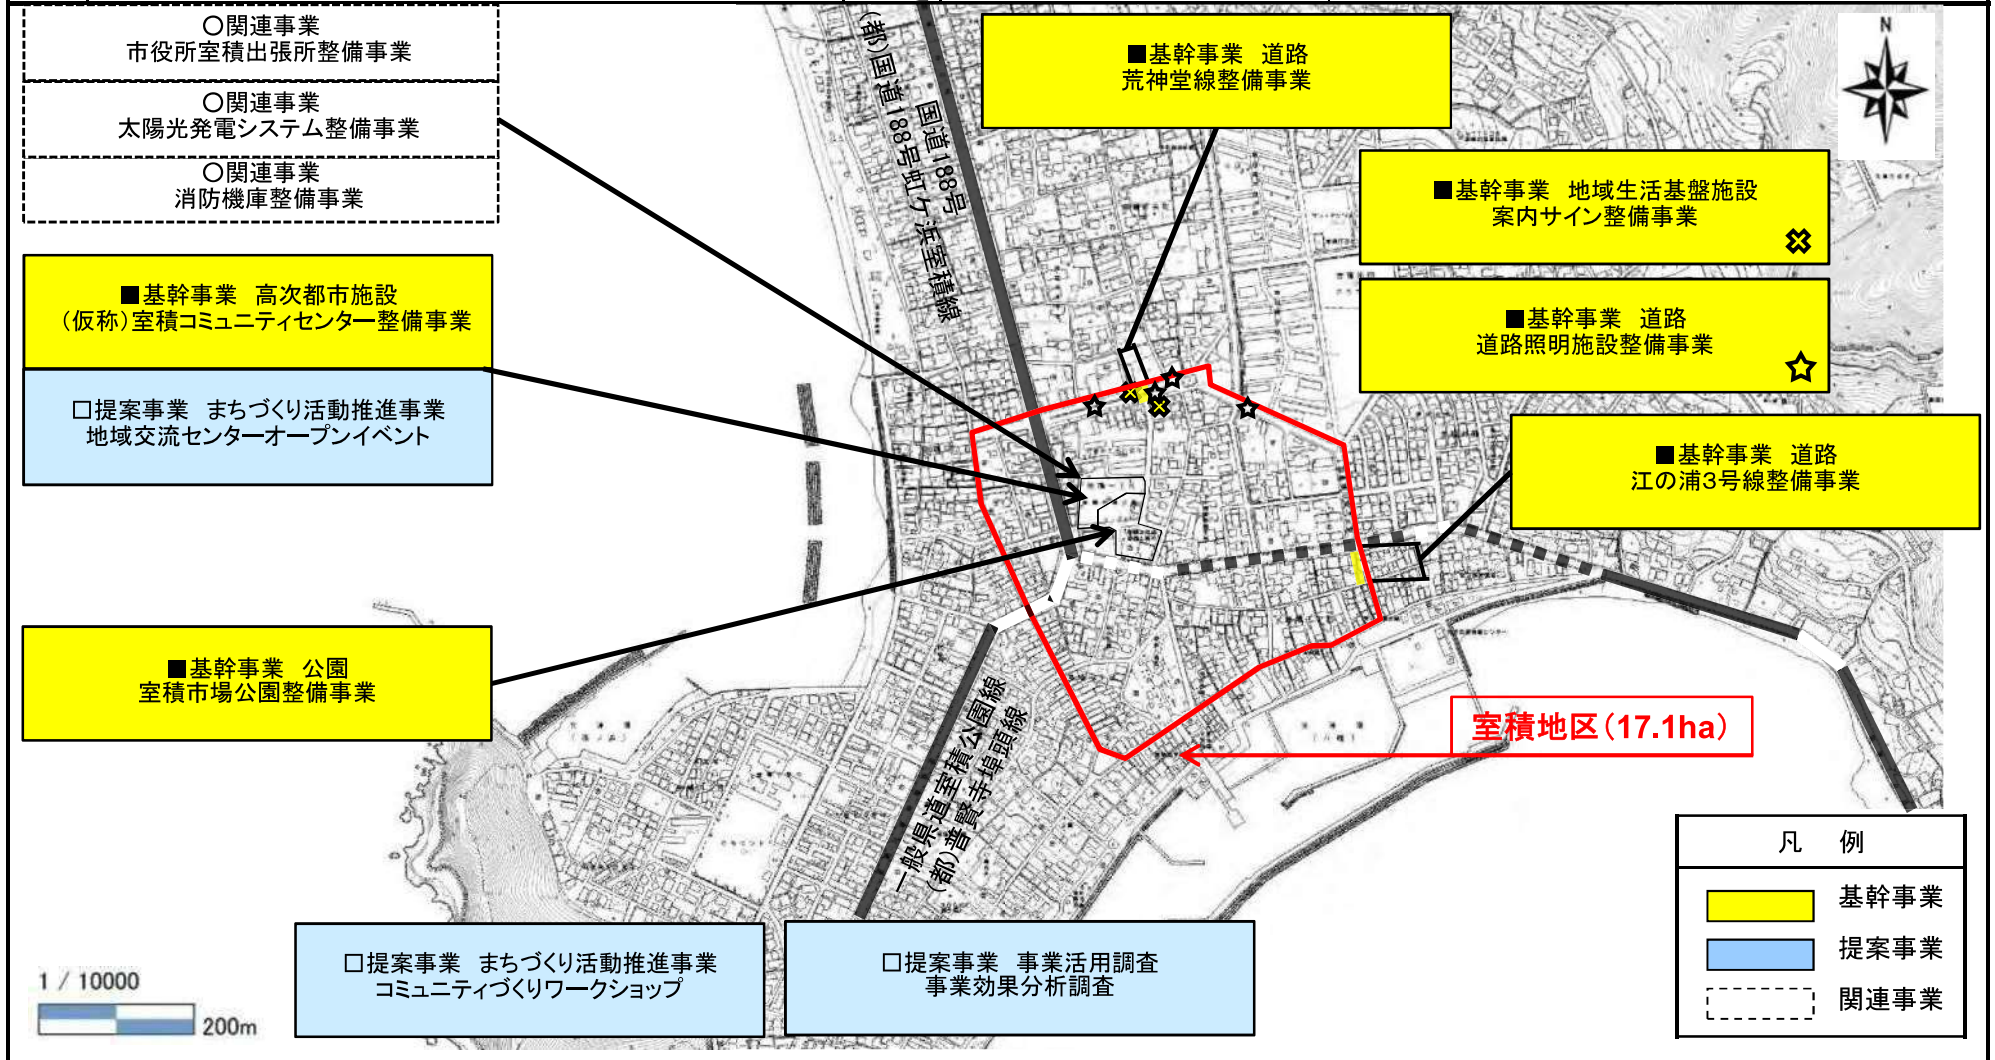 〇関連事業
市役所室積出張所整備事業
〇関連事業
太陽光発電システム整備事業
〇関連事業
消防機庫整備事業
■基幹事業 高次都市施設
(仮称)室積コミュニティセンター整備事業
□提案事業 まちづくり活動推進事業
地域交流センターオープンイベント
■基幹事業 公園
室積市場公園整備事業
国道188号
(都)国道188号虹ケ浜室積線
■基幹事業 道路
荒神堂線整備事業
N
■基幹事業 地域生活基盤施設
案内サイン整備事業
■基幹事業 道路
道路照明施設整備事業
■基幹事業 道路
江の浦3号線整備事業
室積地区(17.1ha)
一般県道室積公園線
(都)普賢寺埠頭線
□提案事業 まちづくり活動推進事業
コミュニティづくりワークショップ
□提案事業 事業活用調査
事業効果分析調査
1 / 10000
200m
凡 例
基幹事業
提案事業
関連事業